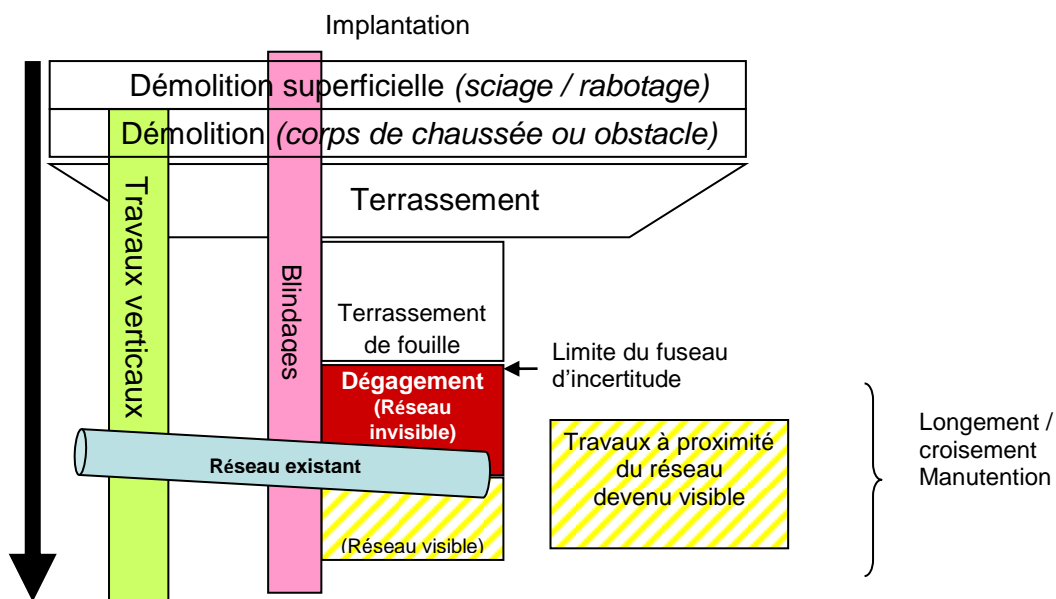 Implantation
Démolition superficielle (sciage / rabotage)
Démolition (corps de chaussée ou obstacle)
Terrassement
Travaux verticaux
Blindages
Terrassement
de fouille
Limite du fuseau
d'incertitude
Dégagement
(Réseau
invisible)
Réseau existant
Travaux à proximité
du réseau
devenu visible
Longement /
croisement
Manutention
(Réseau visible)